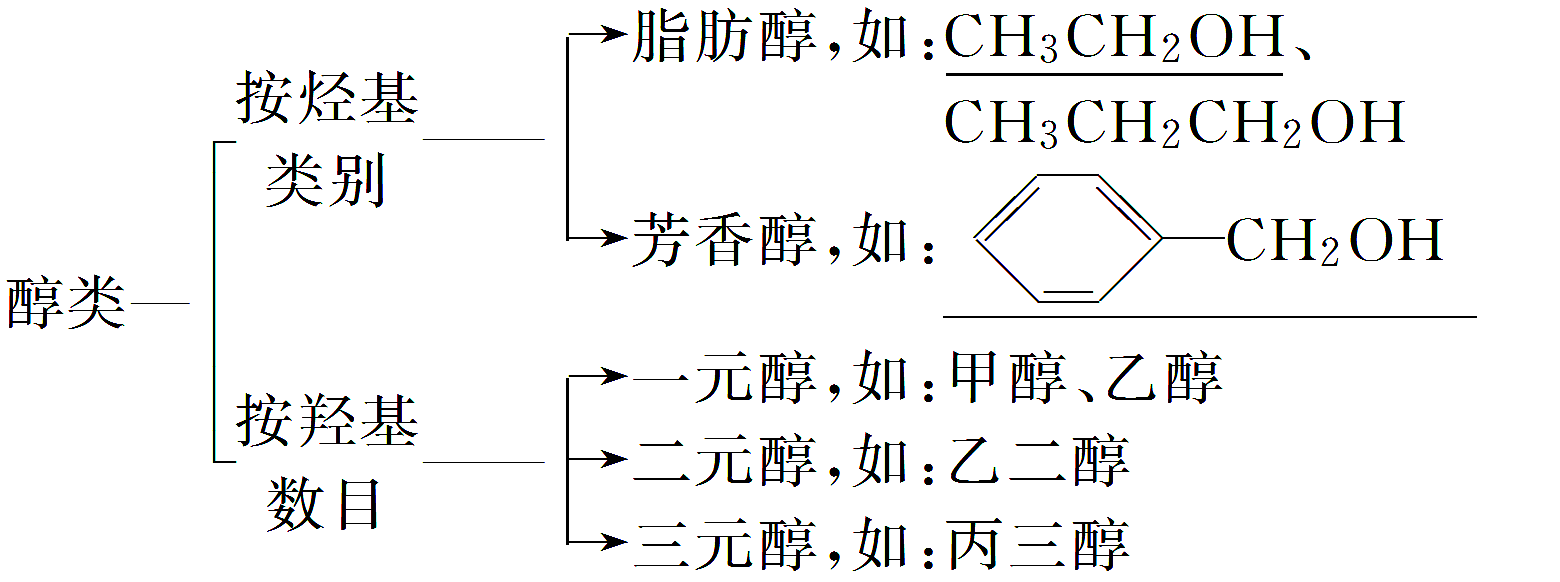 脂肪醇,如:CH₃CH₂OH、
CH₃CH₂CH₂OH
按烃基
类别
芳香醇,如: —CH₂OH
醇类
一元醇,如:甲醇、乙醇
按羟基
数目
二元醇,如:乙二醇
三元醇,如:丙三醇